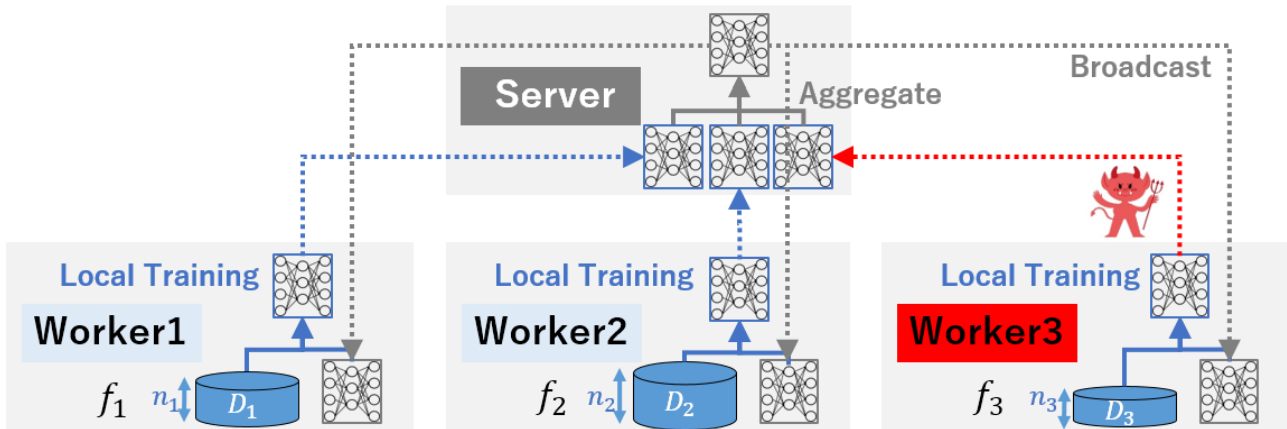 Broadcast
Server
Aggregate
Local Training
Worker1
f₁ n₁ D₁
Local Training
Worker2
f₂ n₂ D₂
Local Training
Worker3
f₃ n₃ D₃